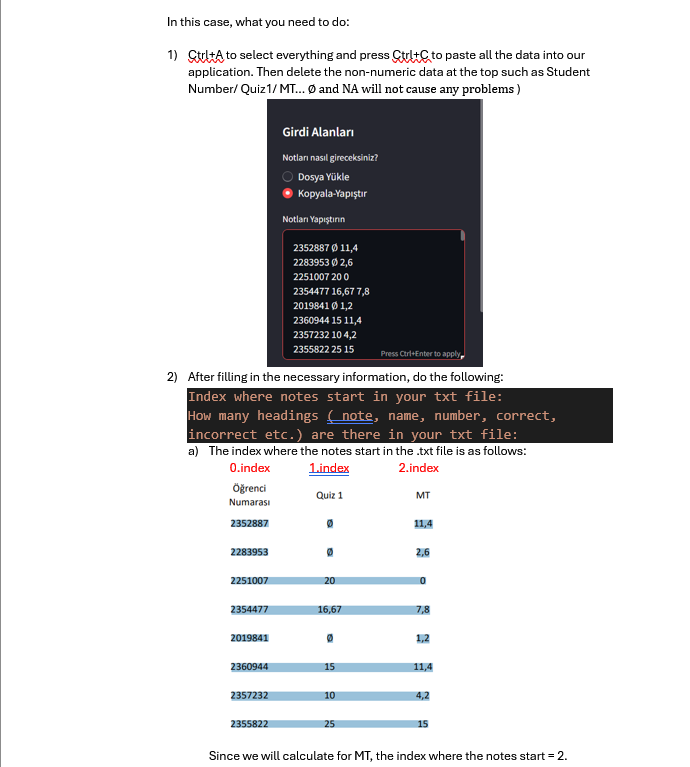 In this case, what you need to do:
1) Ctrl+A to select everything and press Ctrl+C to paste all the data into our
application. Then delete the non-numeric data at the top such as Student
Number/ Quiz1/ MT... Ø and NA will not cause any problems )
Girdi Alanları
Notları nasıl gireceksiniz?
Dosya Yükle
Kopyala-Yapıştır
Notları Yapıştırın
2352887 Ø 11,4
2283953 Ø 2,6
2251007 20 0
2354477 16,67 7,8
2019841 Ø 1,2
2360944 15 11,4
2357232 10 4,2
2355822 25 15
Press Ctrl+Enter to apply
2) After filling in the necessary information, do the following:
Index where notes start in your txt file:
How many headings ( note, name, number, correct,
incorrect etc.) are there in your txt file:
a) The index where the notes start in the .txt file is as follows:
0.index 1.index 2.index
Öğrenci
Numarası Quiz 1 MT
2352887 Ø 11,4
2283953 Ø 2,6
2251007 20 0
2354477 16,67 7,8
2019841 Ø 1,2
2360944 15 11,4
2357232 10 4,2
2355822 25 15
Since we will calculate for MT, the index where the notes start = 2.